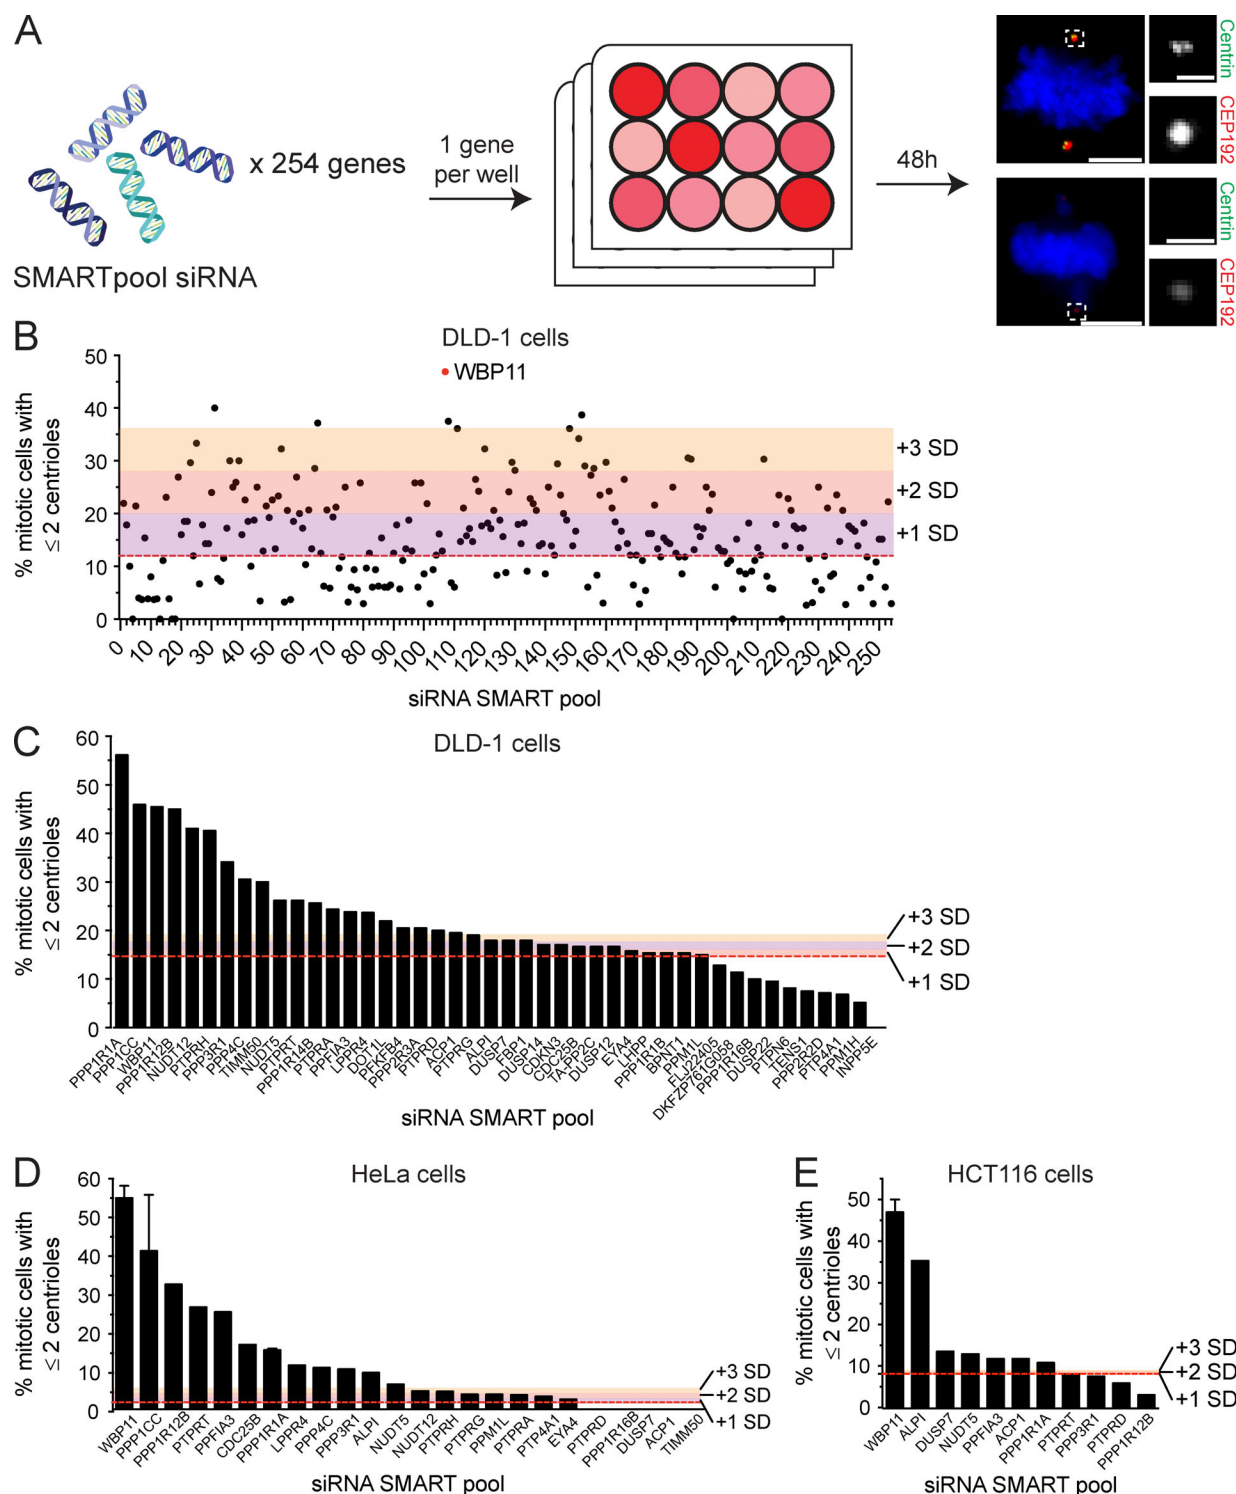 A
x 254 genes
SMARTpool siRNA
1 gene
per well
48h
Centrin
CEP192
Centrin
CEP192
B
DLD-1 cells
WBP11
% mitotic cells with
≤ 2 centrioles
50
40
30
20
10
0
+3 SD
+2 SD
+1 SD
0 10 20 30 40 50 60 70 80 90 100 110 120 130 140 150 160 170 180 190 200 210 220 230 240 250
siRNA SMART pool
C
DLD-1 cells
% mitotic cells with
≤ 2 centrioles
60
50
40
30
20
10
0
+3 SD
+2 SD
+1 SD
PPP1R1A
PPP1CC
WBP11
PPP1R12B
NUDT12
PTPRH
PPP3R1
PPP4C
TIMM50
NUDT5
PTPRT
PPP1R14B
PTPRA
PPFIA3
LPPR4
DOT1L
PFKFB4
PPP2R3A
PTPRD
ACP1
PTPRG
ALPI
DUSP7
FBP1
DUSP14
CDKN3
CDC25B
TA-PP2C
DUSP12
EYA4
LHPP
PPP1R1B
BPNT1
PPM1L
FLJ2405
DKFZP761G058
PPP1R16B
DUSP22
PTPN6
TENS1
PPP2R2D
PTP4A1
PPM1H
INPP5E
siRNA SMART pool
D
HeLa cells
% mitotic cells with
≤ 2 centrioles
60
50
40
30
20
10
0
+3 SD
+2 SD
+1 SD
WBP11
PPP1CC
PPP1R12B
PTPRT
PPFIA3
CDC25B
PPP1R1A
LPPR4
PPP4C
PPP3R1
ALPI
NUDT5
NUDT12
PTPRH
PTPRG
PPM1L
PTPRA
PTP4A1
EYA4
PTPRD
PPP1R16B
DUSP7
ACP1
TIMM50
siRNA SMART pool
E
HCT116 cells
% mitotic cells with
≤ 2 centrioles
50
40
30
20
10
0
+3 SD
+2 SD
+1 SD
WBP11
ALPI
DUSP7
NUDT5
PPFIA3
ACP1
PPP1R1A
PTPRT
PPP3R1
PTPRD
PPP1R12B
siRNA SMART pool